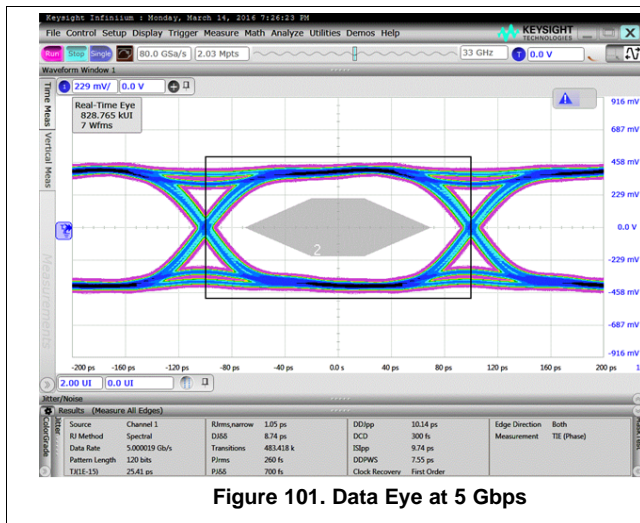 Keysight Infiniium : Monday, March 14, 2016 7:26:23 PM
File Control Setup Display Trigger Measure Math Analyze Utilities Demos Help
KEYSIGHT
TECHNOLOGIES
Run Stop Single 80.0 GSa/s 2.03 Mpts 33 GHz T 0.0 V
Waveform Window 1
Time Meas
Vertical Meas
Measurements
1 229 mV/ 0.0 V
Real-Time Eye
828.765 kUI
7 Wfms
916 mV
687 mV
458 mV
229 mV
0.0 V
-229 mV
-458 mV
-687 mV
-916 mV
2
-200 ps -160 ps -120 ps -80 ps -40 ps 0.0 s 40 ps 80 ps 120 ps 160 ps 200 ps
2.00 UI 0.0 UI
Jitter/Noise
Results (Measure All Edges)
ColorGrade
Jitter
Source Channel 1 RJrms,narrow 1.05 ps DDJpp 10.14 ps Edge Direction Both
RJ Method Spectral DJδδ 8.74 ps DCD 300 fs Measurement TIE (Phase)
Data Rate 5.000019 Gb/s Transitions 483.418 k ISIpp 9.74 ps
Pattern Length 120 bits PJrms 260 fs DDPWS 7.55 ps
TJ(1E-15) 25.41 ps PJδδ 700 fs Clock Recovery First Order
Figure 101. Data Eye at 5 Gbps